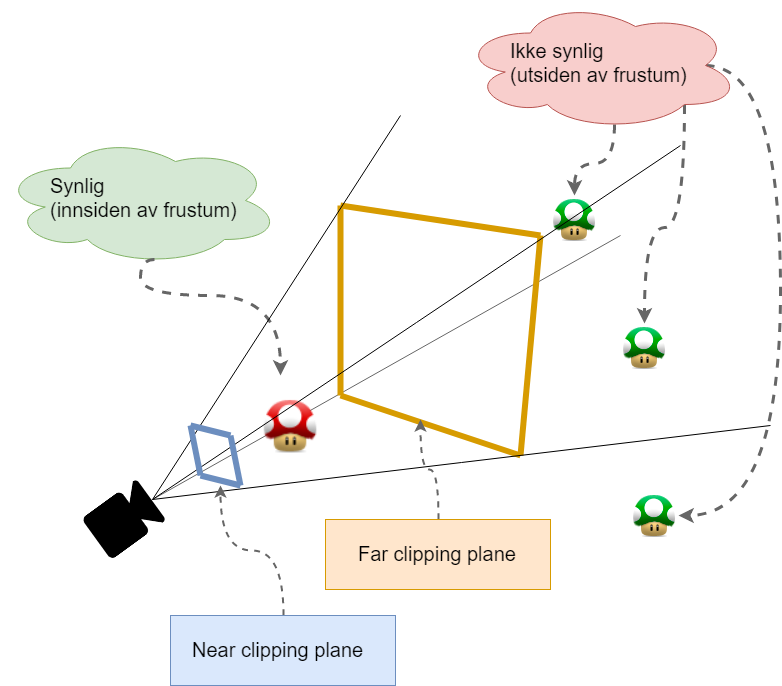 Ikke synlig
(utsiden av frustum)
Synlig
(innsiden av frustum)
Far clipping plane
Near clipping plane